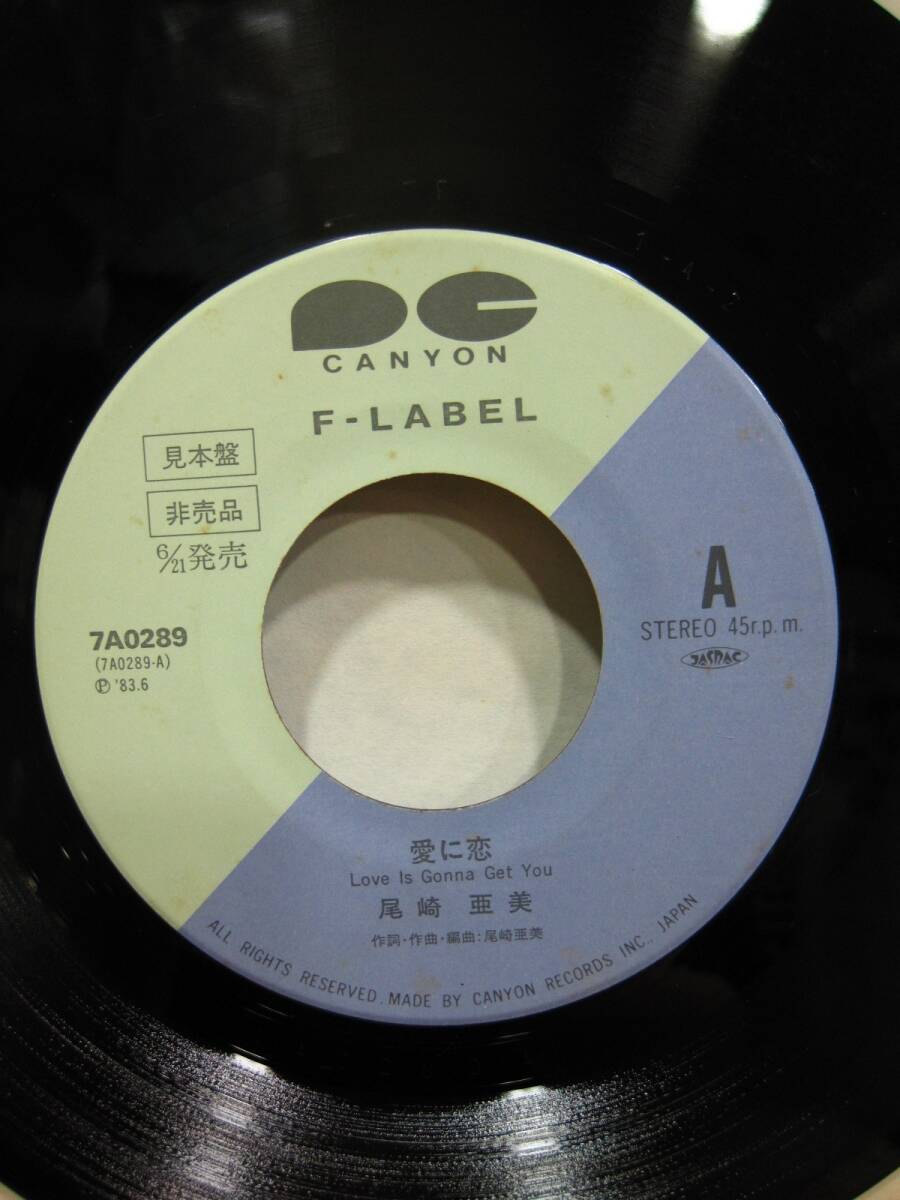 CANYON
F-LABEL
見本盤
非売品
6/21発売
7A0289
(7A0289-A)
Ⓟ '83.6
A
STEREO 45r.p.m.
JASRAC
愛に恋
Love Is Gonna Get You
尾崎 亜美
作詞・作曲・編曲:尾崎亜美
ALL RIGHTS RESERVED. MADE BY CANYON RECORDS INC., JAPAN